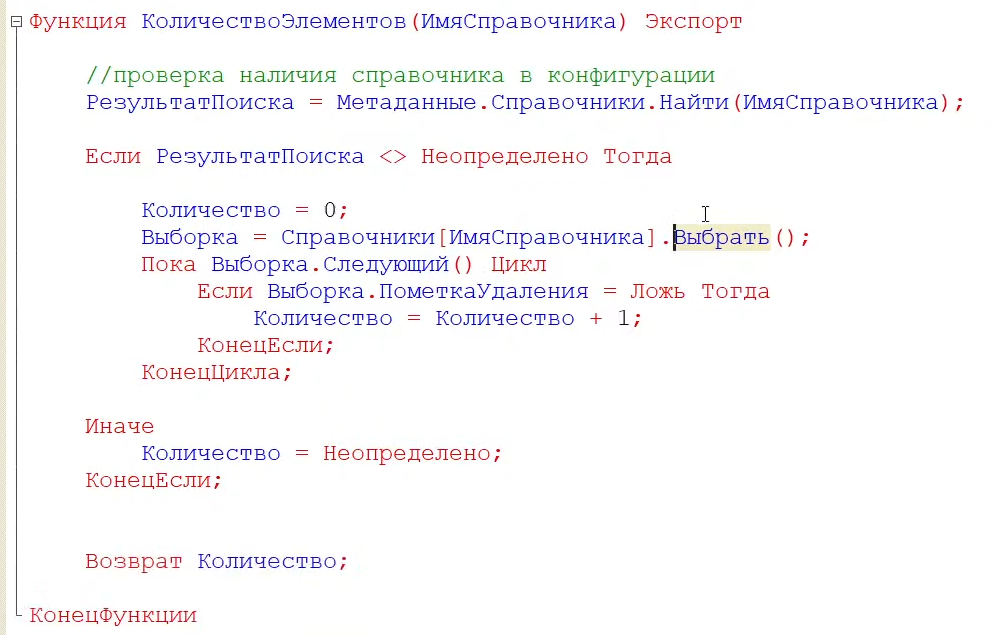 Функция КоличествоЭлементов(ИмяСправочника) Экспорт
//проверка наличия справочника в конфигурации
РезультатПоиска = Метаданные.Справочники.Найти(ИмяСправочника);
Если РезультатПоиска <> Неопределено Тогда
Количество = 0;
Выборка = Справочники[ИмяСправочника].Выбрать();
Пока Выборка.Следующий() Цикл
Если Выборка.ПометкаУдаления = Ложь Тогда
Количество = Количество + 1;
КонецЕсли;
КонецЦикла;
Иначе
Количество = Неопределено;
КонецЕсли;
Возврат Количество;
КонецФункции